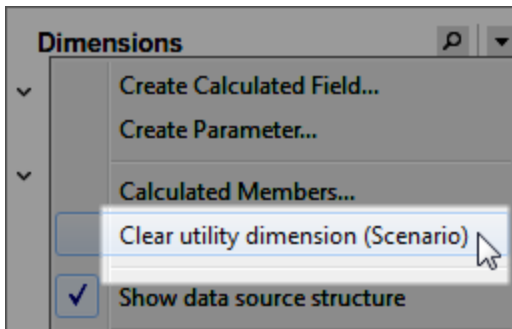 Dimensions
Create Calculated Field...
Create Parameter...
Calculated Members...
Clear utility dimension (Scenario)
Show data source structure